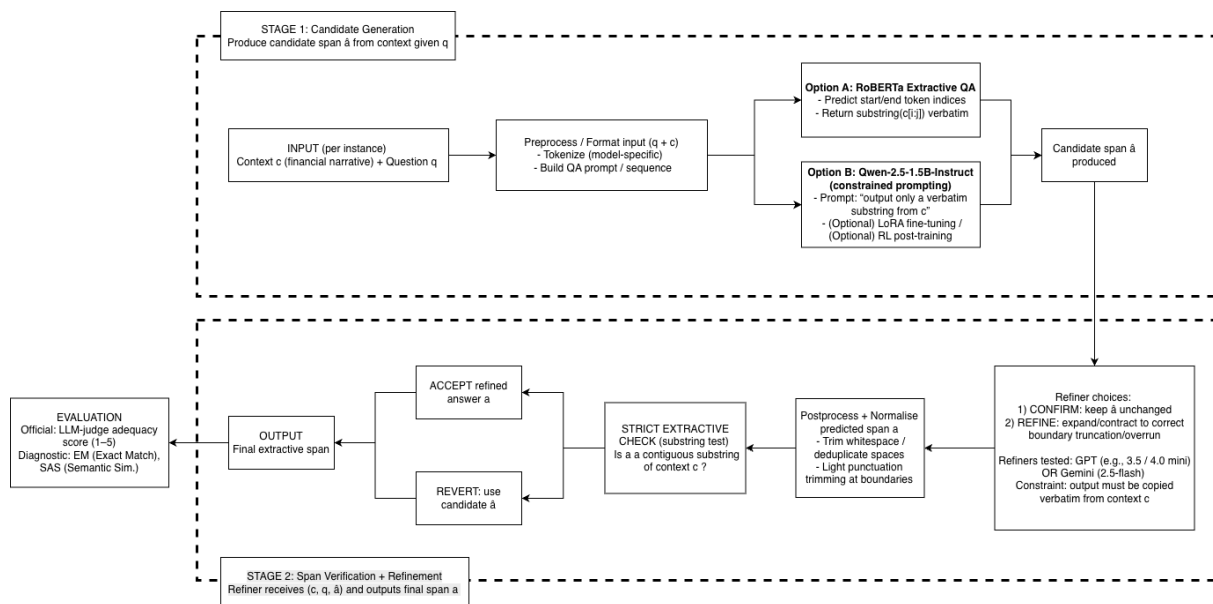 STAGE 1: Candidate Generation
Produce candidate span â from context given q
INPUT (per instance)
Context c (financial narrative) + Question q
Preprocess / Format input (q + c)
- Tokenize (model-specific)
- Build QA prompt / sequence
Option A: RoBERTa Extractive QA
- Predict start/end token indices
- Return substring(c[i:j]) verbatim
Option B: Qwen-2.5-1.5B-Instruct
(constrained prompting)
- Prompt: “output only a verbatim
substring from c”
- (Optional) LoRA fine-tuning /
(Optional) RL post-training
Candidate span â
produced
Refiner choices:
1) CONFIRM: keep â unchanged
2) REFINE: expand/contract to correct
boundary truncation/overrun
Refiners tested: GPT (e.g., 3.5 / 4.0 mini)
OR Gemini (2.5-flash)
Constraint: output must be copied
verbatim from context c
Postprocess + Normalise
predicted span a
- Trim whitespace /
deduplicate spaces
- Light punctuation
trimming at boundaries
STRICT EXTRACTIVE
CHECK (substring test)
Is a a contiguous substring
of context c ?
ACCEPT refined
answer a
REVERT: use
candidate â
OUTPUT
Final extractive span
EVALUATION
Official: LLM-judge adequacy
score (1–5)
Diagnostic: EM (Exact Match),
SAS (Semantic Sim.)
STAGE 2: Span Verification + Refinement
Refiner receives (c, q, â) and outputs final span a